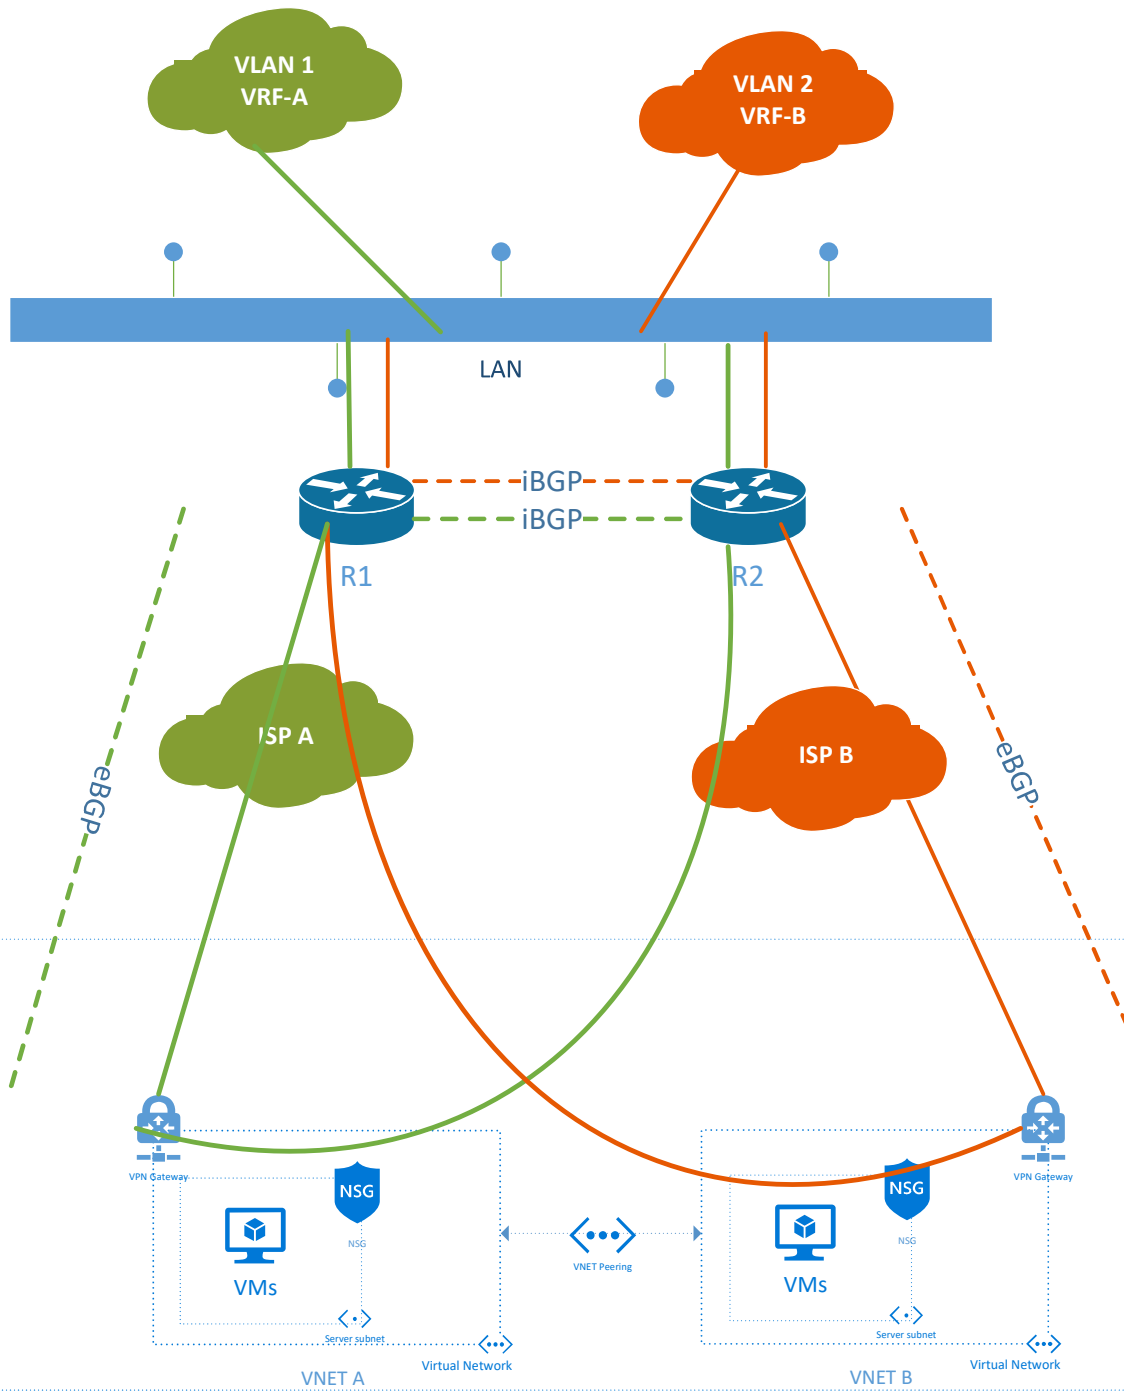 VLAN 1
VRF-A
VLAN 2
VRF-B
LAN
iBGP
iBGP
R1
R2
ISP A
ISP B
eBGP
eBGP
VPN Gateway
VPN Gateway
NSG
NSG
NSG
NSG
VMs
VMs
VNET Peering
Server subnet
Server subnet
Virtual Network
Virtual Network
VNET A
VNET B